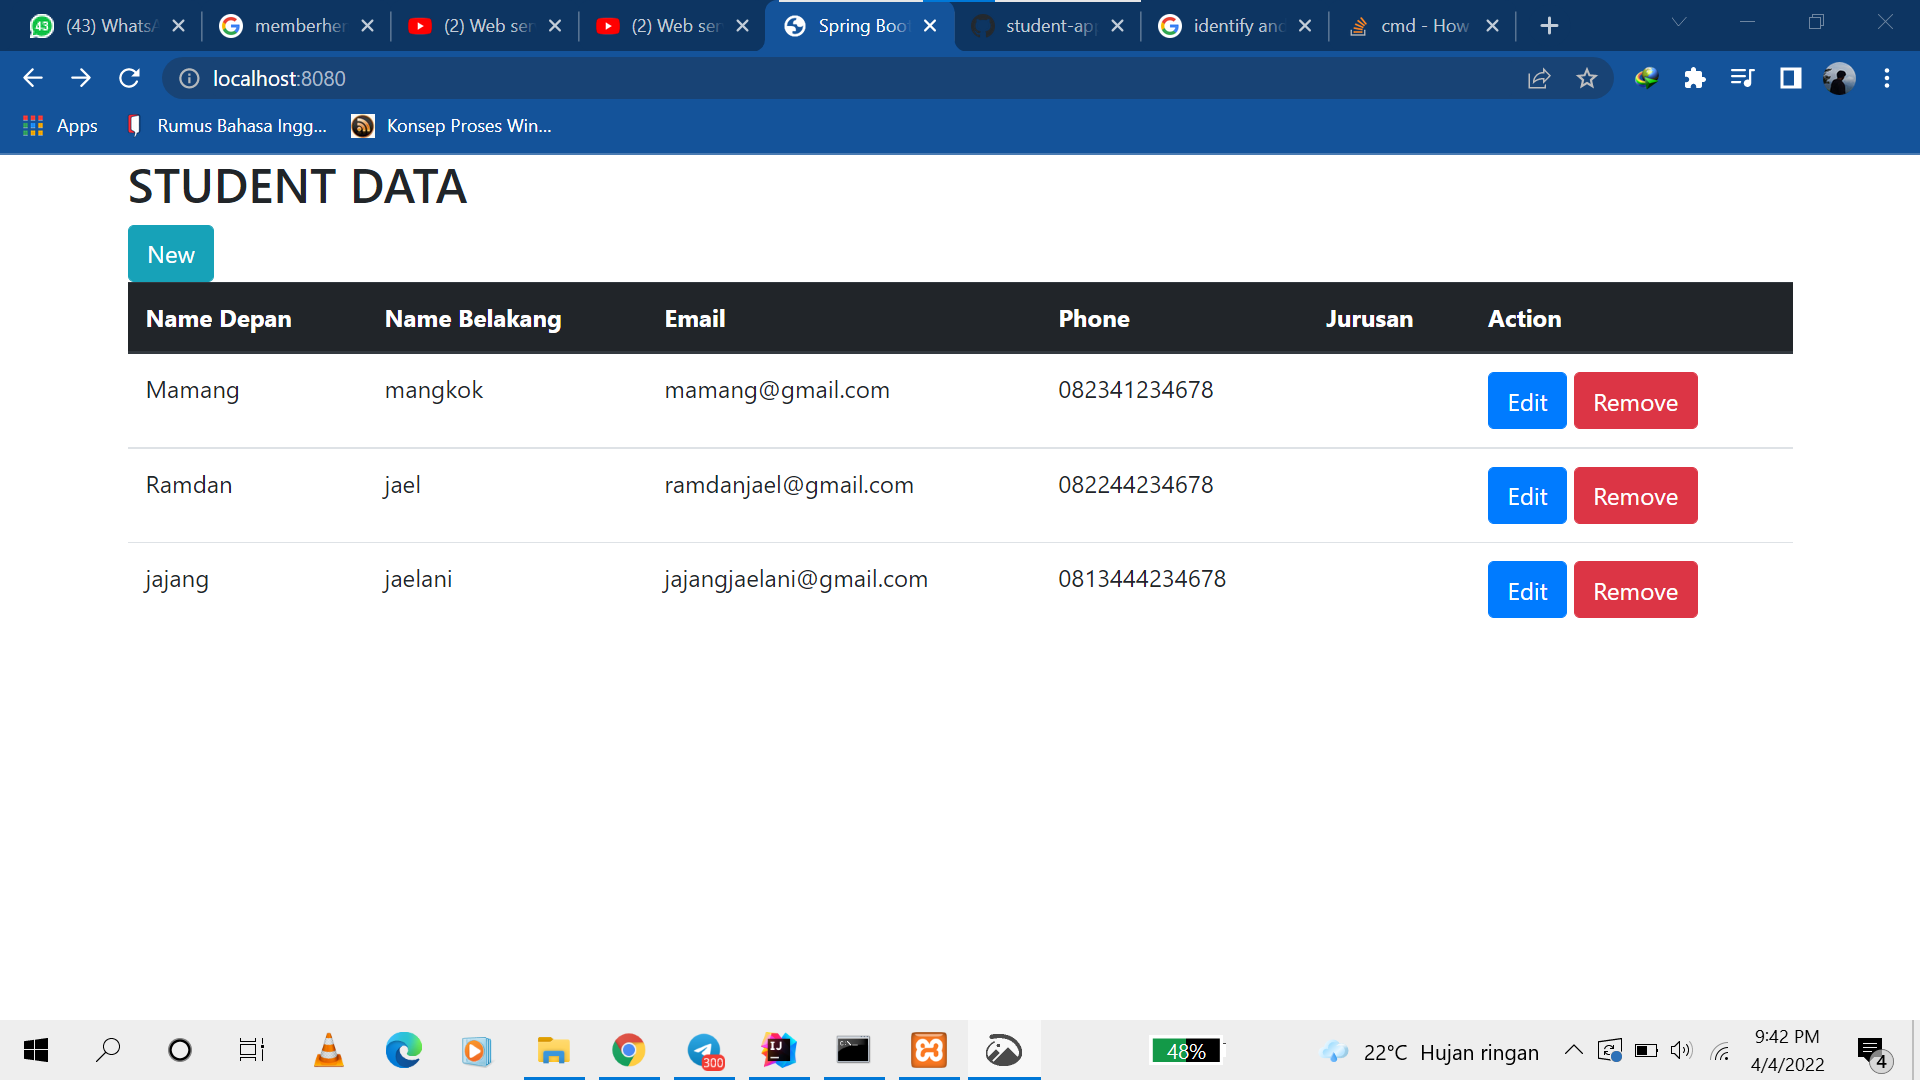 (43) WhatsA
memberher
(2) Web ser
(2) Web ser
Spring Boot
student-app
identify and
cmd - How
localhost:8080
Apps
Rumus Bahasa Ingg...
Konsep Proses Win...
STUDENT DATA
New
Name Depan Name Belakang Email Phone Jurusan Action
Mamang mangkok mamang@gmail.com 082341234678 Edit Remove
Ramdan jael ramdanjael@gmail.com 082244234678 Edit Remove
jajang jaelani jajangjaelani@gmail.com 0813444234678 Edit Remove
300
IJ
48%
22°C Hujan ringan
9:42 PM
4/4/2022
4